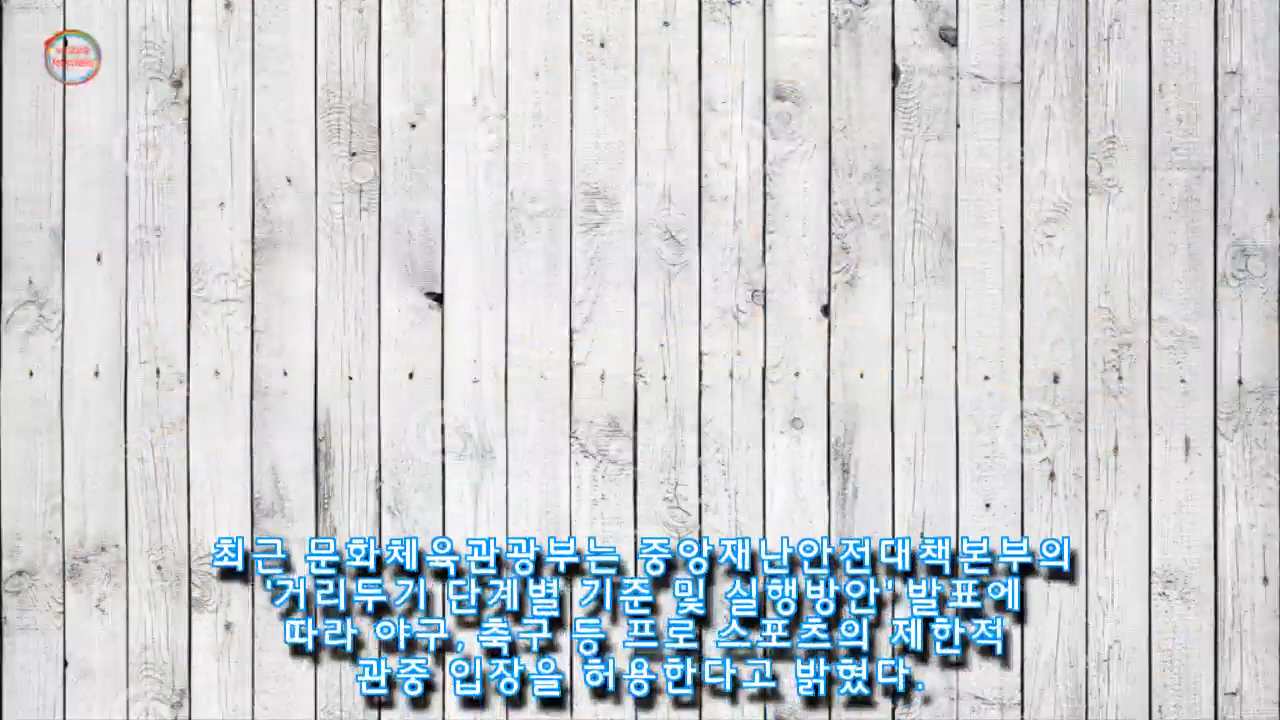 최근 문화체육관광부는 중앙재난안전대책본부의
'거리두기 단계별 기준 및 실행방안' 발표에
따라 야구, 축구 등 프로 스포츠의 제한적
관중 입장을 허용한다고 밝혔다.